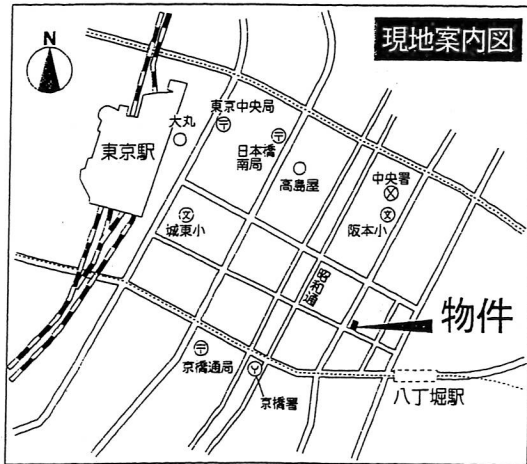 現地案内図
N
東京中央局
〒
大丸
日本橋
南局
〒
東京駅
高島屋
中央署
文
阪本小
文
城東小
昭和通
物件
〒
京橋通局
京橋署
八丁堀駅